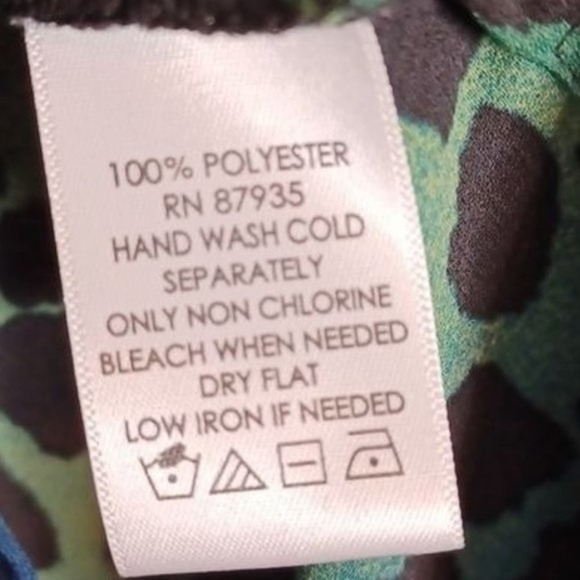 100% POLYESTER
RN 87935
HAND WASH COLD
SEPARATELY
ONLY NON CHLORINE
BLEACH WHEN NEEDED
DRY FLAT
LOW IRON IF NEEDED